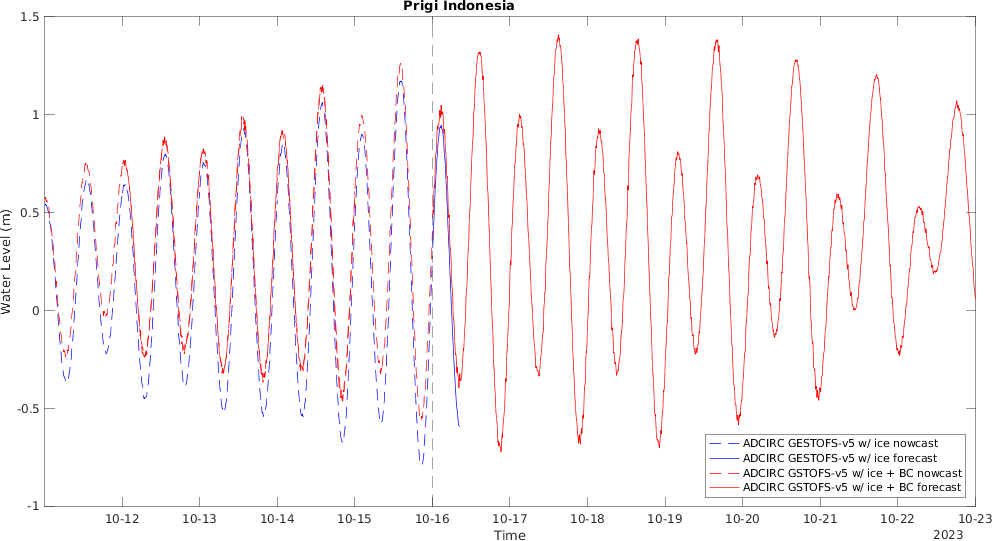 Prigi Indonesia
1.5
1
0.5
0
-0.5
-1
Water Level (m)
10-12 10-13 10-14 10-15 10-16 10-17 10-18 10-19 10-20 10-21 10-22 10-23
Time
2023
ADCIRC GESTOFS-v5 w/ ice nowcast
ADCIRC GESTOFS-v5 w/ ice forecast
ADCIRC GSTOFS-v5 w/ ice + BC nowcast
ADCIRC GSTOFS-v5 w/ ice + BC forecast